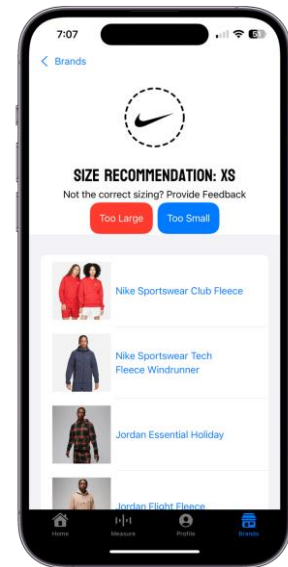 7:07
53
Brands
SIZE RECOMMENDATION: XS
Not the correct sizing? Provide Feedback
Too Large
Too Small
Nike Sportswear Club Fleece
Nike Sportswear Tech
Fleece Windrunner
Jordan Essential Holiday
Jordan Flight Fleece
Home
Measure
Profile
Brands